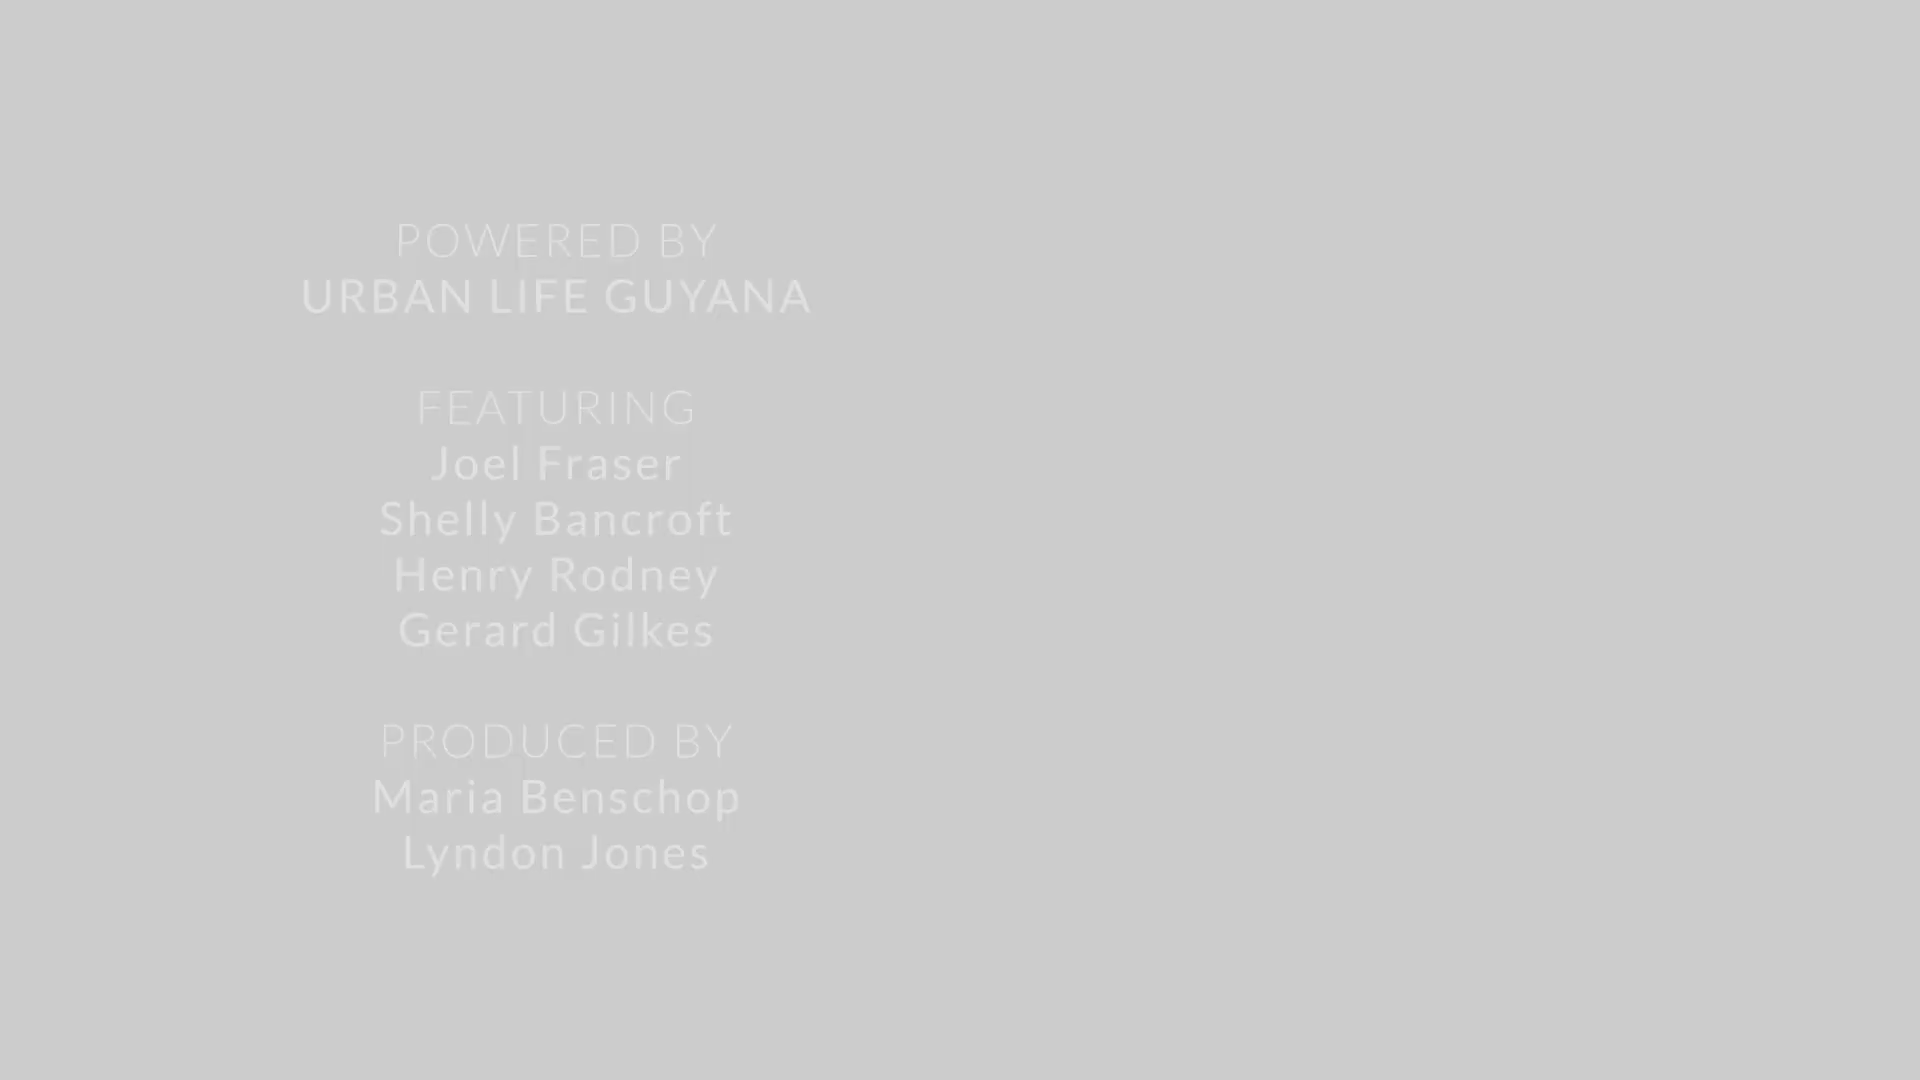 POWERED BY
URBAN LIFE GUYANA
FEATURING
Joel Fraser
Shelly Bancroft
Henry Rodney
Gerard Gilkes
PRODUCED BY
Maria Benschop
Lyndon Jones